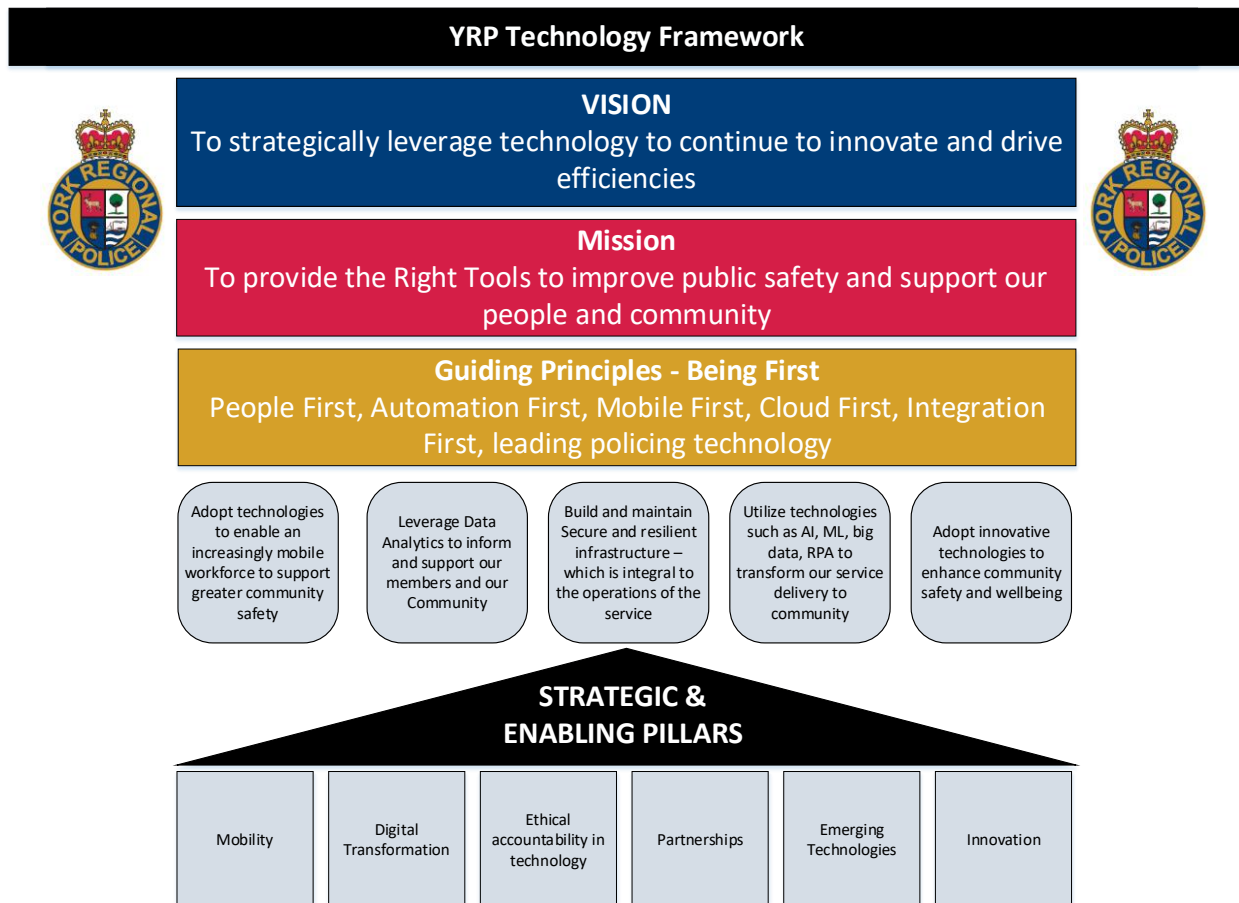 YRP Technology Framework
VISION
To strategically leverage technology to continue to innovate and drive
efficiencies
YORK REGIONAL
POLICE
YORK REGIONAL
POLICE
Mission
To provide the Right Tools to improve public safety and support our
people and community
Guiding Principles - Being First
People First, Automation First, Mobile First, Cloud First, Integration
First, leading policing technology
Adopt technologies
to enable an
increasingly mobile
workforce to support
greater community
safety
Leverage Data
Analytics to inform
and support our
members and our
Community
Build and maintain
Secure and resilient
infrastructure –
which is integral to
the operations of the
service
Utilize technologies
such as AI, ML, big
data, RPA to
transform our service
delivery to
community
Adopt innovative
technologies to
enhance community
safety and wellbeing
STRATEGIC &
ENABLING PILLARS
Mobility
Digital
Transformation
Ethical
accountability in
technology
Partnerships
Emerging
Technologies
Innovation